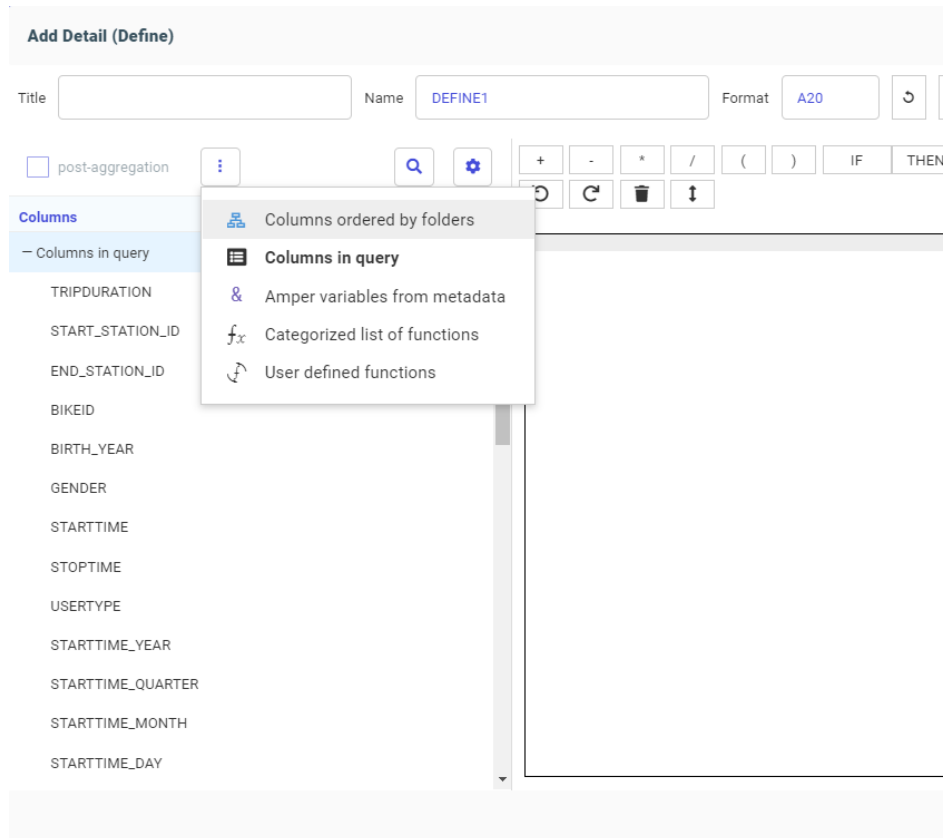 Add Detail (Define)
Title Name DEFINE1 Format A20
post-aggregation
+ - * / ( ) IF THEN
Columns
Columns ordered by folders
Columns in query
Columns in query
& Amper variables from metadata
fx Categorized list of functions
User defined functions
TRIPDURATION
START_STATION_ID
END_STATION_ID
BIKEID
BIRTH_YEAR
GENDER
STARTTIME
STOPTIME
USERTYPE
STARTTIME_YEAR
STARTTIME_QUARTER
STARTTIME_MONTH
STARTTIME_DAY